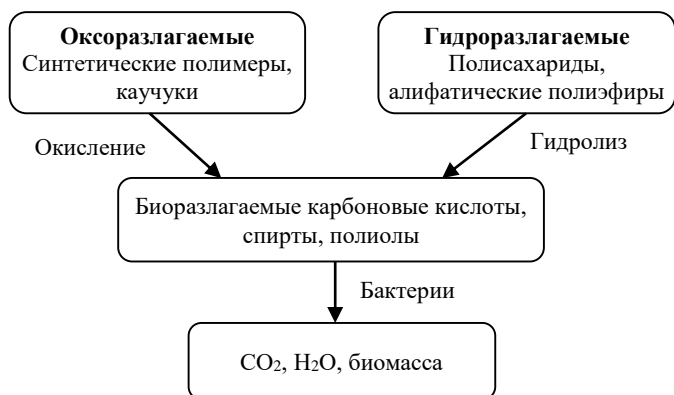 Оксоразлагаемые
Синтетические полимеры,
каучуки
Гидроразлагаемые
Полисахариды,
алифатические полиэфиры
Окисление
Гидролиз
Биоразлагаемые карбоновые кислоты,
спирты, полиолы
Бактерии
CO₂, H₂O, биомасса